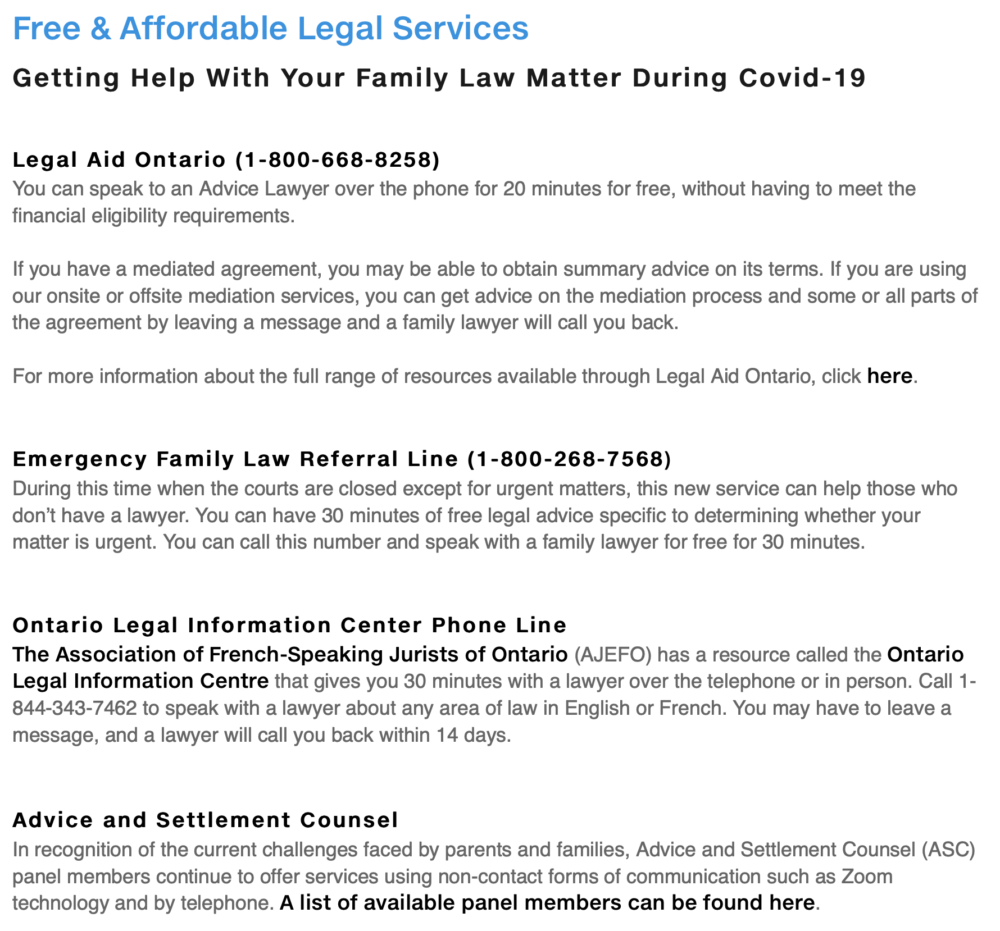 Free & Affordable Legal Services
Getting Help With Your Family Law Matter During Covid-19
Legal Aid Ontario (1-800-668-8258)
You can speak to an Advice Lawyer over the phone for 20 minutes for free, without having to meet the
financial eligibility requirements.
If you have a mediated agreement, you may be able to obtain summary advice on its terms. If you are using
our onsite or offsite mediation services, you can get advice on the mediation process and some or all parts of
the agreement by leaving a message and a family lawyer will call you back.
For more information about the full range of resources available through Legal Aid Ontario, click here.
Emergency Family Law Referral Line (1-800-268-7568)
During this time when the courts are closed except for urgent matters, this new service can help those who
don’t have a lawyer. You can have 30 minutes of free legal advice specific to determining whether your
matter is urgent. You can call this number and speak with a family lawyer for free for 30 minutes.
Ontario Legal Information Center Phone Line
The Association of French-Speaking Jurists of Ontario (AJEFO) has a resource called the Ontario
Legal Information Centre that gives you 30 minutes with a lawyer over the telephone or in person. Call 1-
844-343-7462 to speak with a lawyer about any area of law in English or French. You may have to leave a
message, and a lawyer will call you back within 14 days.
Advice and Settlement Counsel
In recognition of the current challenges faced by parents and families, Advice and Settlement Counsel (ASC)
panel members continue to offer services using non-contact forms of communication such as Zoom
technology and by telephone. A list of available panel members can be found here.